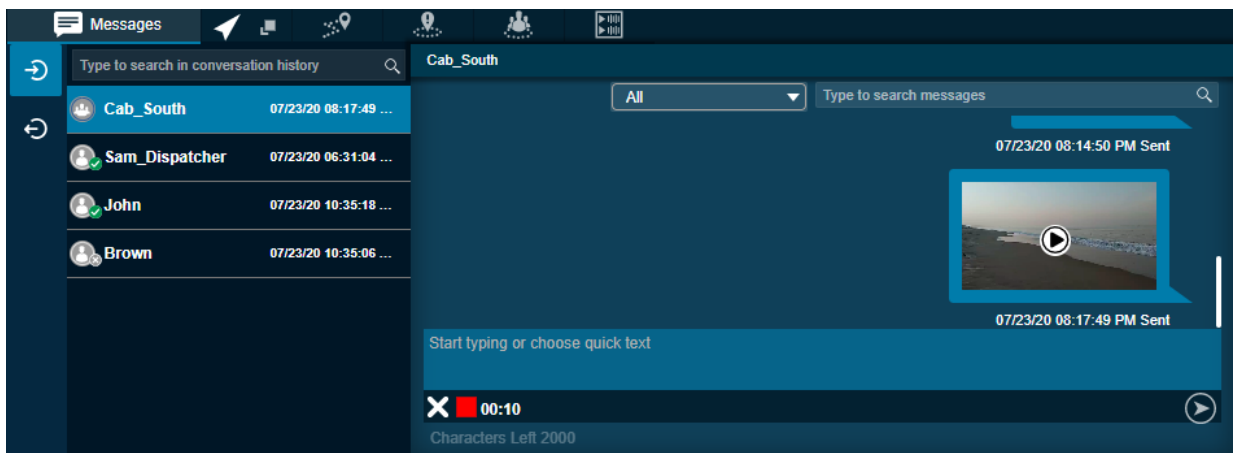 Messages
Type to search in conversation history
Cab_South 07/23/20 08:17:49 ...
Sam_Dispatcher 07/23/20 06:31:04 ...
John 07/23/20 10:35:18 ...
Brown 07/23/20 10:35:06 ...
Cab_South
All
Type to search messages
07/23/20 08:14:50 PM Sent
07/23/20 08:17:49 PM Sent
Start typing or choose quick text
00:10
Characters Left 2000